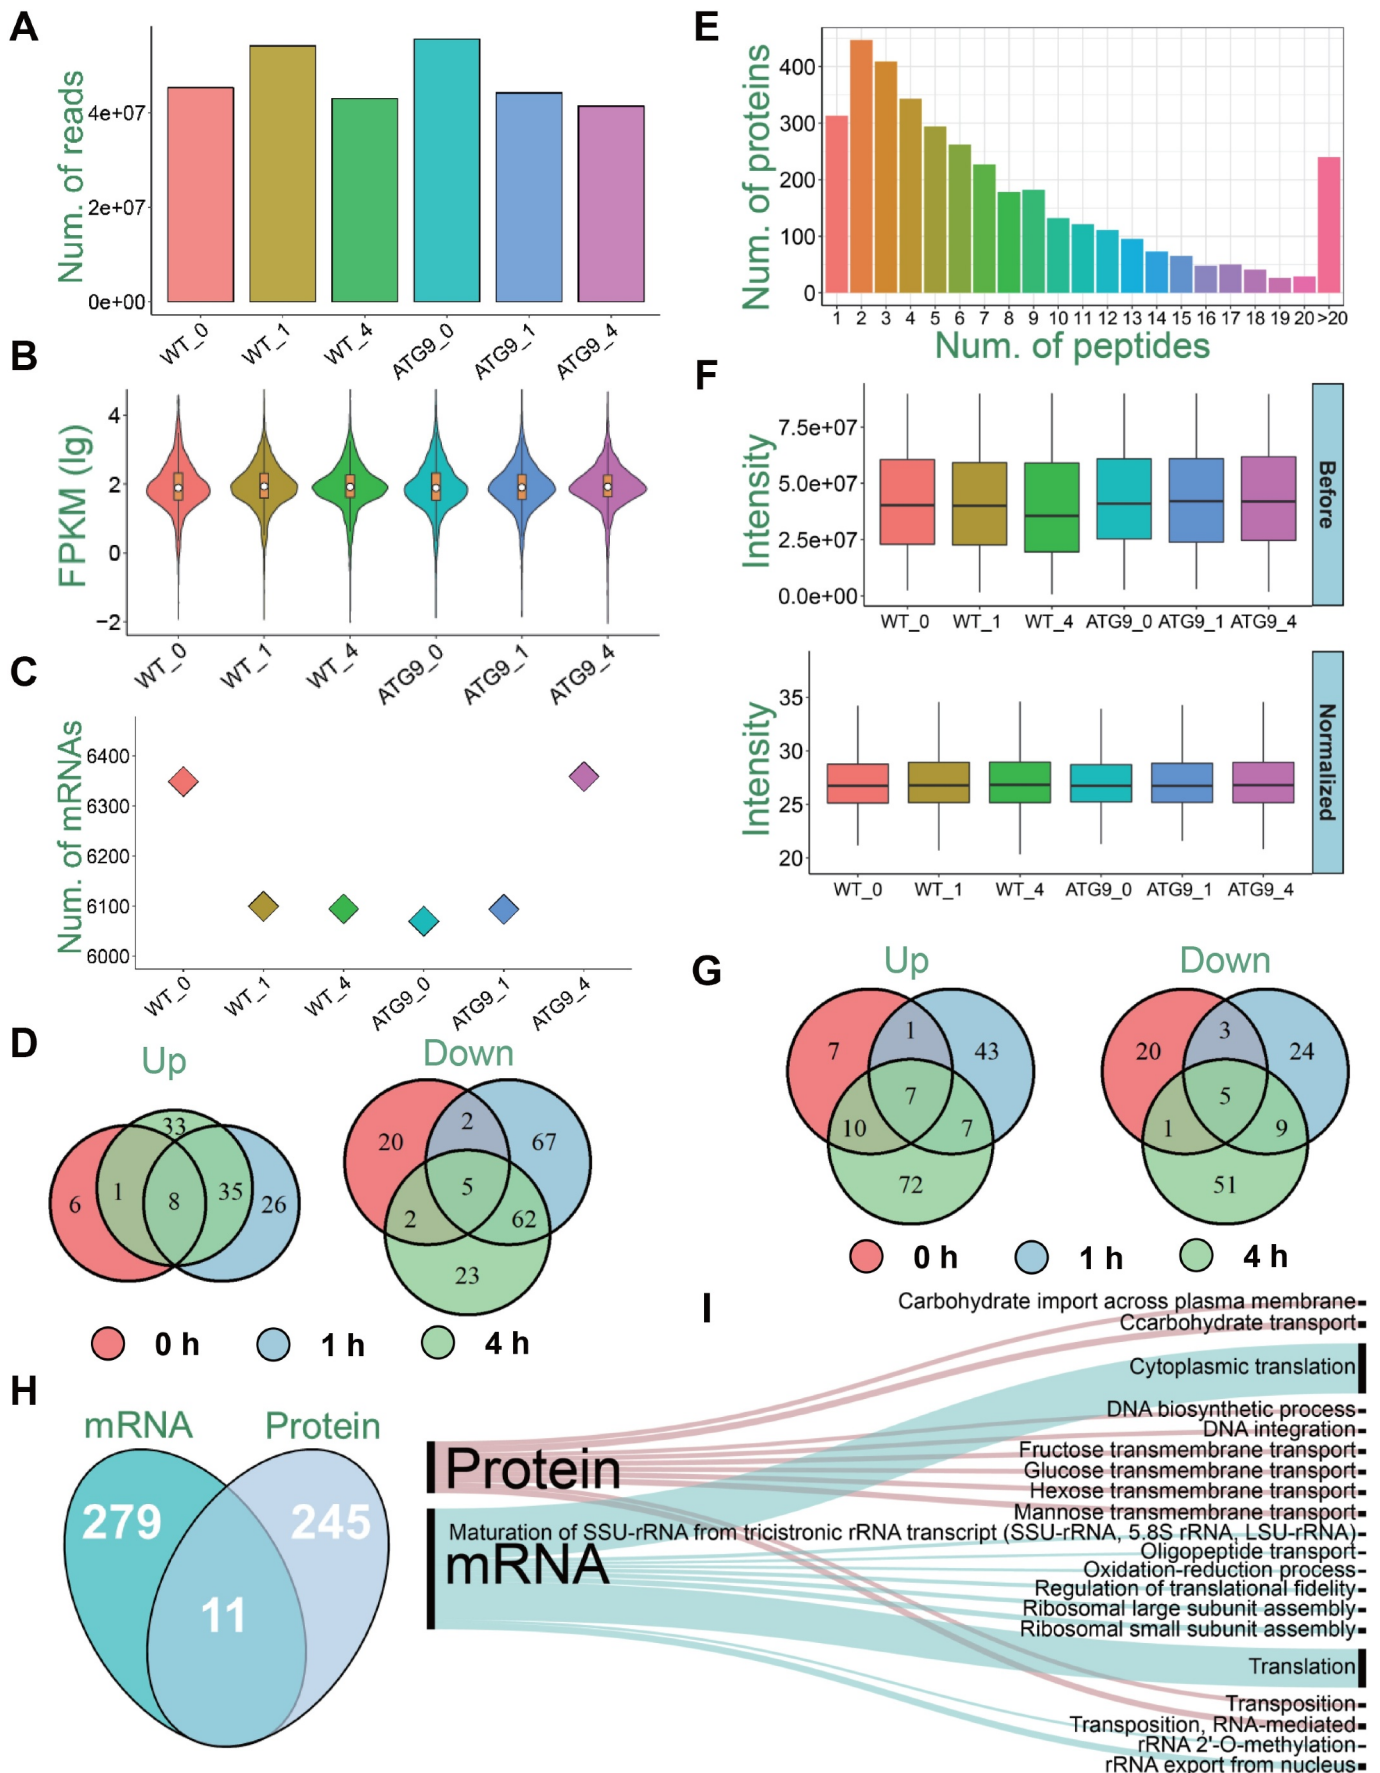 A
Num. of reads
4e+07
2e+07
0e+00
WT_0
WT_1
WT_4
ATG9_0
ATG9_1
ATG9_4
B
FPKM (lg)
4
2
0
−2
WT_0
WT_1
WT_4
ATG9_0
ATG9_1
ATG9_4
C
Num. of mRNAs
6400
6300
6200
6100
6000
WT_0
WT_1
WT_4
ATG9_0
ATG9_1
ATG9_4
D
Up
33
6
1
8
35
26
Down
20
2
67
5
2
62
23
0 h
1 h
4 h
E
Num. of proteins
400
300
200
100
0
1 2 3 4 5 6 7 8 9 10 11 12 13 14 15 16 17 18 19 20 >20
Num. of peptides
F
Intensity
7.5e+07
5.0e+07
2.5e+07
0.0e+00
WT_0 WT_1 WT_4 ATG9_0 ATG9_1 ATG9_4
Before
Intensity
35
30
25
20
WT_0 WT_1 WT_4 ATG9_0 ATG9_1 ATG9_4
Normalized
G
Up
7
1
43
7
10
7
72
Down
20
3
24
5
1
9
51
0 h
1 h
4 h
H
mRNA
Protein
279
245
11
I
Protein
mRNA
Carbohydrate import across plasma membrane
Ccarbohydrate transport
Cytoplasmic translation
DNA biosynthetic process
DNA integration
Fructose transmembrane transport
Glucose transmembrane transport
Hexose transmembrane transport
Mannose transmembrane transport
Maturation of SSU-rRNA from tricistronic rRNA transcript (SSU-rRNA, 5.8S rRNA, LSU-rRNA)
Oligopeptide transport
Oxidation-reduction process
Regulation of translational fidelity
Ribosomal large subunit assembly
Ribosomal small subunit assembly
Translation
Transposition
Transposition, RNA-mediated
rRNA 2'-O-methylation
rRNA export from nucleus